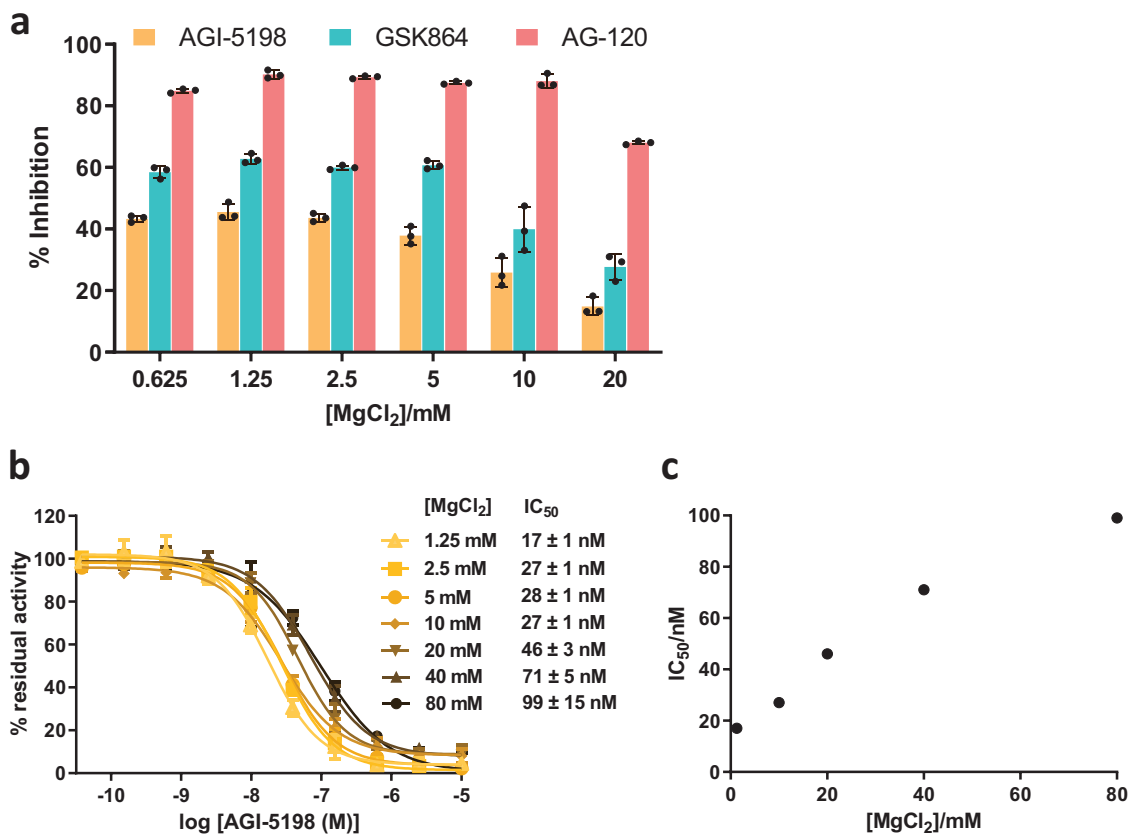 a
AGI-5198 GSK864 AG-120
100
80
60
40
20
0
% Inhibition
0.625 1.25 2.5 5 10 20
[MgCl₂]/mM
b
120
100
80
60
40
20
0
% residual activity
-10 -9 -8 -7 -6 -5
log [AGI-5198 (M)]
[MgCl₂] IC₅₀
1.25 mM 17 ± 1 nM
2.5 mM 27 ± 1 nM
5 mM 28 ± 1 nM
10 mM 27 ± 1 nM
20 mM 46 ± 3 nM
40 mM 71 ± 5 nM
80 mM 99 ± 15 nM
c
100
80
60
40
20
0
IC₅₀/nM
0 20 40 60 80
[MgCl₂]/mM